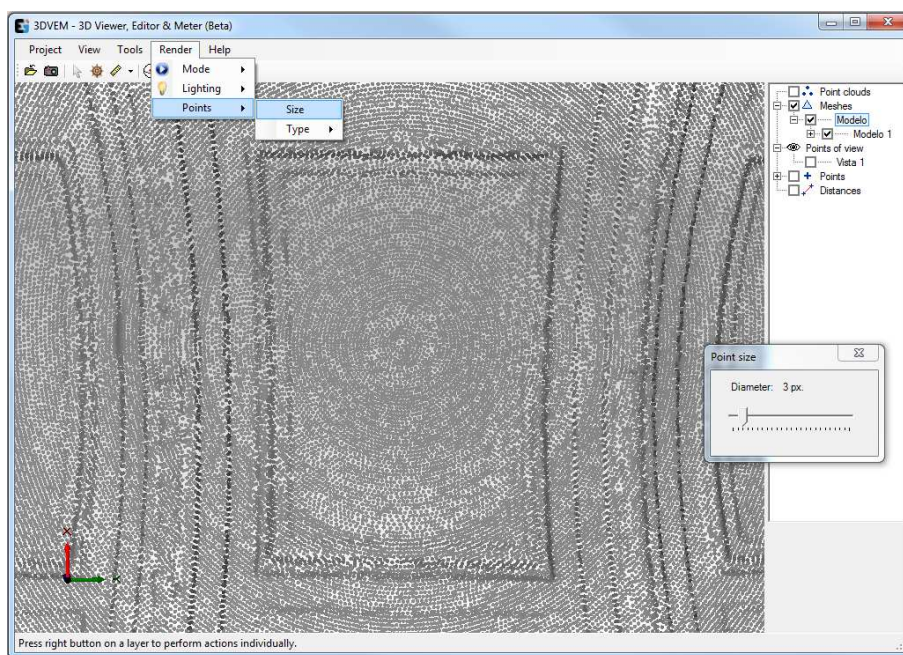 3DVEM - 3D Viewer, Editor & Meter (Beta)
Project View Tools Render Help
Mode
Lighting
Points
Size
Type
Point clouds
Meshes
Modelo
Modelo 1
Points of view
Vista 1
Points
Distances
Point size
Diameter: 3 px.
Press right button on a layer to perform actions individually.